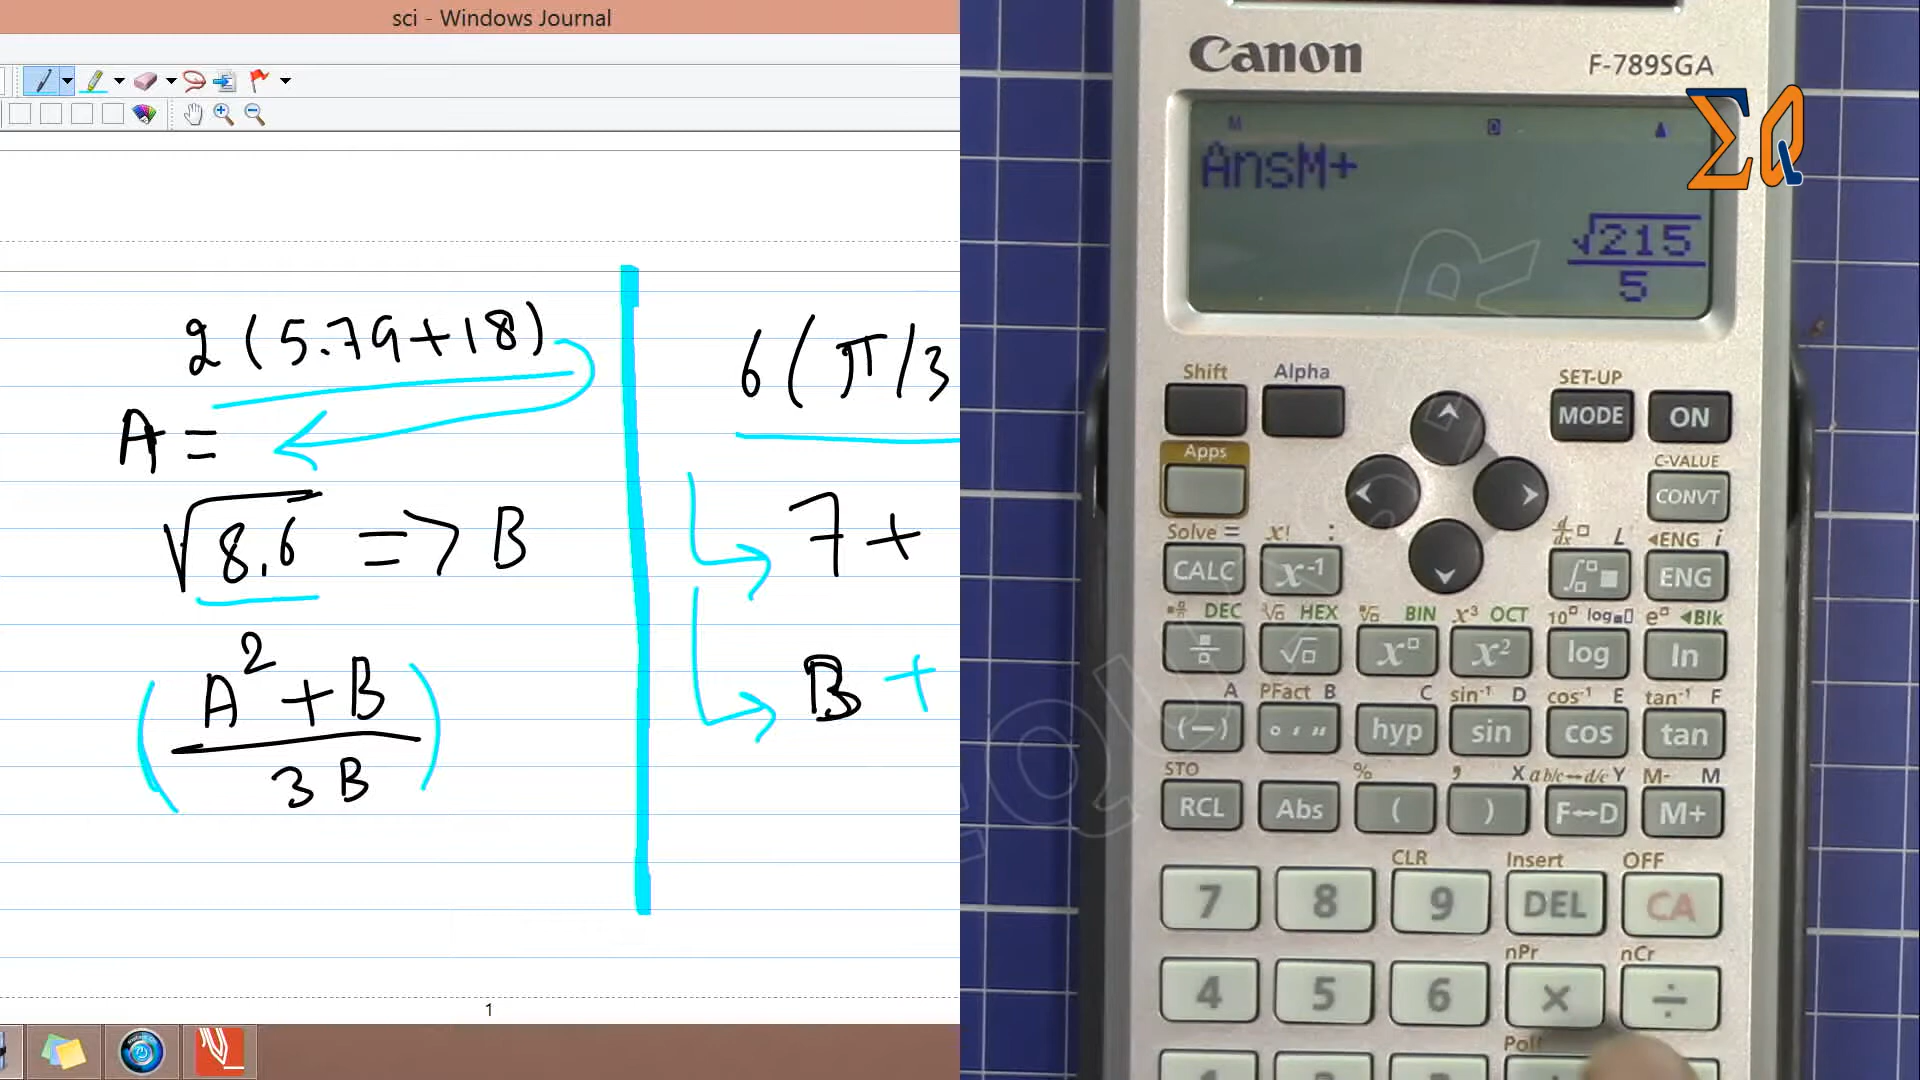 sci - Windows Journal
2(5.79+18)
A =
√8.6 => B
(A²+B / 3B)
6(π/3
7+
B+
1
Canon
F-789SGA
M D ▲
AnsM+
√215
5
Shift Alpha SET-UP
MODE ON
Apps C-VALUE
CONVT
Solve = x! : d/dx□ L ◄ENG i
CALC x⁻¹ ∫ ENG
DEC HEX BIN x³ OCT 10□ log e□ ◄Blk
√□ x□ x² log ln
A PFact B C sin⁻¹ D cos⁻¹ E tan⁻¹ F
(−) ° ′ ″ hyp sin cos tan
STO % , X a b/c↔d/c Y M- M
RCL Abs ( ) F↔D M+
CLR Insert OFF
7 8 9 DEL CA
nPr nCr
4 5 6 × ÷
ΣQ